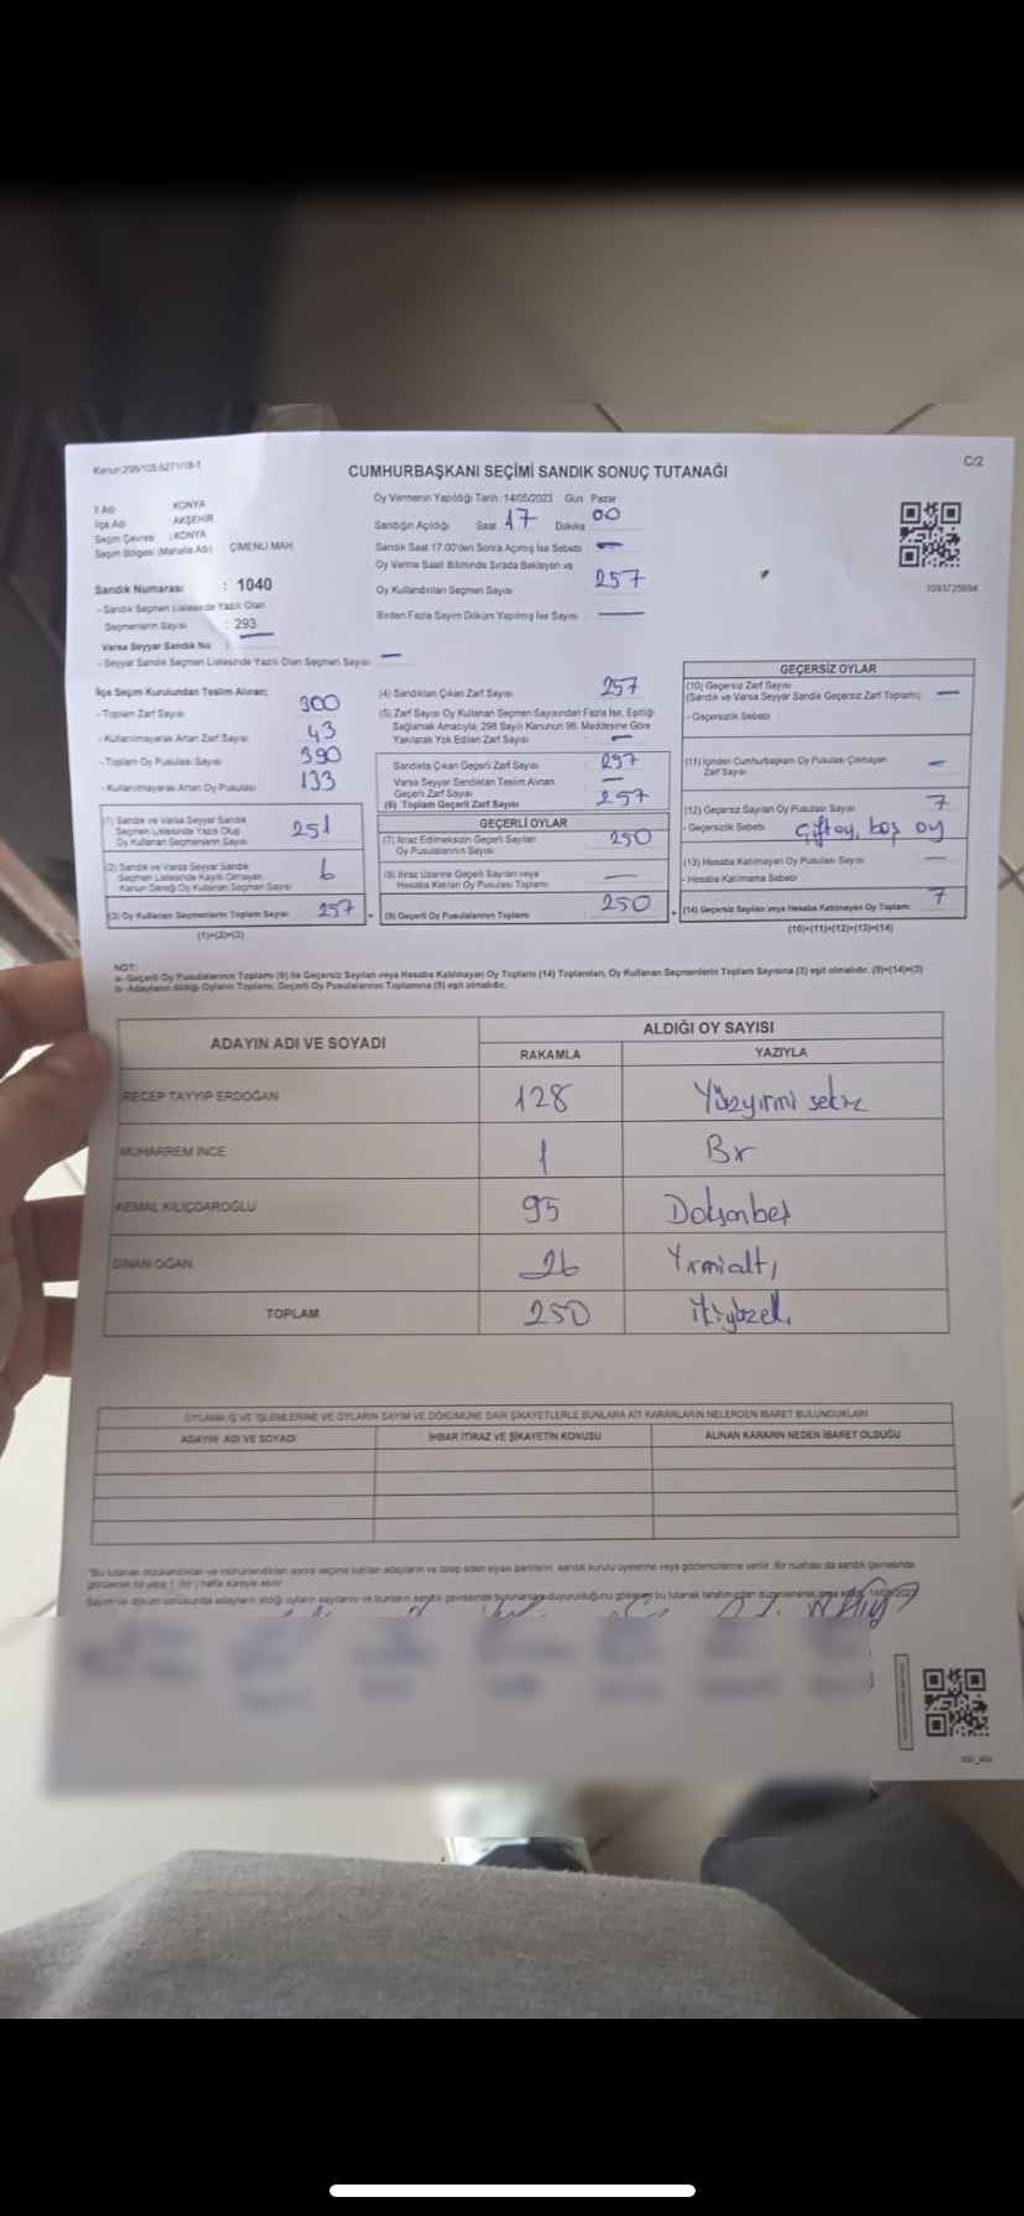 Kanun:298/105-6271/18-1
C/2
CUMHURBAŞKANI SEÇİMİ SANDIK SONUÇ TUTANAĞI
İl Adı KONYA
İlçe Adı AKŞEHİR
Seçim Çevresi : KONYA
Seçim Bölgesi (Mahalle Adı) ÇİMENLİ MAH.
Sandık Numarası : 1040
- Sandık Seçmen Listesinde Yazılı Olan
Seçmenlerin Sayısı : 293
Varsa Seyyar Sandık No :
- Seyyar Sandık Seçmen Listesinde Yazılı Olan Seçmen Sayısı —
Oy Vermenin Yapıldığı Tarih : 14/05/2023 Gün Pazar
Sandığın Açıldığı Saat 17 Dakika 00
Sandık Saat 17.00'den Sonra Açılmış İse Sebebi —
Oy Verme Saati Bitiminde Sırada Bekleyen ve
Oy Kullandırılan Seçmen Sayısı 257
Birden Fazla Sayım Döküm Yapılmış İse Sayısı —
1093725694
İlçe Seçim Kurulundan Teslim Alınan;
- Toplam Zarf Sayısı 300
- Kullanılmayarak Artan Zarf Sayısı 43
- Toplam Oy Pusulası Sayısı 390
- Kullanılmayarak Artan Oy Pusulası 133
(1) Sandık ve Varsa Seyyar Sandık
Seçmen Listesinde Yazılı Olup
Oy Kullanan Seçmenlerin Sayısı 251
(2) Sandık ve Varsa Seyyar Sandık
Seçmen Listesinde Kayıtlı Olmayan
Kanun Gereği Oy Kullanan Seçmen Sayısı 6
(3) Oy Kullanan Seçmenlerin Toplam Sayısı 257
(1)+(2)=(3)
(4) Sandıktan Çıkan Zarf Sayısı 257
(5) Zarf Sayısı Oy Kullanan Seçmen Sayısından Fazla İse, Eşitliği
Sağlamak Amacıyla; 298 Sayılı Kanunun 98. Maddesine Göre
Yakılarak Yok Edilen Zarf Sayısı —
Sandıkta Çıkan Geçerli Zarf Sayısı 257
Varsa Seyyar Sandıktan Teslim Alınan
Geçerli Zarf Sayısı —
(6) Toplam Geçerli Zarf Sayısı 257
GEÇERLİ OYLAR
(7) İtiraz Edilmeksizin Geçerli Sayılan
Oy Pusulalarının Sayısı 250
(8) İtiraz Üzerine Geçerli Sayılan veya
Hesaba Katılan Oy Pusulası Toplamı —
(9) Geçerli Oy Pusulalarının Toplamı 250
GEÇERSİZ OYLAR
(10) Geçersiz Zarf Sayısı
(Sandık ve Varsa Seyyar Sandık Geçersiz Zarf Toplamı) —
- Geçersizlik Sebebi
(11) İçinden Cumhurbaşkanı Oy Pusulası Çıkmayan
Zarf Sayısı —
(12) Geçersiz Sayılan Oy Pusulası Sayısı 7
- Geçersizlik Sebebi Çift oy, boş oy
(13) Hesaba Katılmayan Oy Pusulası Sayısı —
- Hesaba Katılmama Sebebi
(14) Geçersiz Sayılan veya Hesaba Katılmayan Oy Toplamı 7
(10)+(11)+(12)+(13)=(14)
NOT:
a- Geçerli Oy Pusulalarının Toplamı (9) ile Geçersiz Sayılan veya Hesaba Katılmayan Oy Toplamı (14) Toplamları, Oy Kullanan Seçmenlerin Toplam Sayısına (3) eşit olmalıdır. (9)+(14)=(3)
b- Adayların Aldığı Oyların Toplamı, Geçerli Oy Pusulalarının Toplamına (9) eşit olmalıdır.
ADAYIN ADI VE SOYADI
ALDIĞI OY SAYISI
RAKAMLA YAZIYLA
RECEP TAYYİP ERDOĞAN 128 Yüzyirmi sekiz
MUHARREM İNCE 1 Bir
KEMAL KILIÇDAROĞLU 95 Doksanbeş
SİNAN OĞAN 26 Yirmialtı
TOPLAM 250 ikiyüzelli
OYLAMA İŞ VE İŞLEMLERİNE VE OYLARIN SAYIM VE DÖKÜMÜNE DAİR ŞİKAYETLERLE BUNLARA AİT KARARLARIN NELERDEN İBARET BULUNDUKLARI
ADAYIN ADI VE SOYADI İHBAR İTİRAZ VE ŞİKAYETİN KONUSU ALINAN KARARIN NEDEN İBARET OLDUĞU